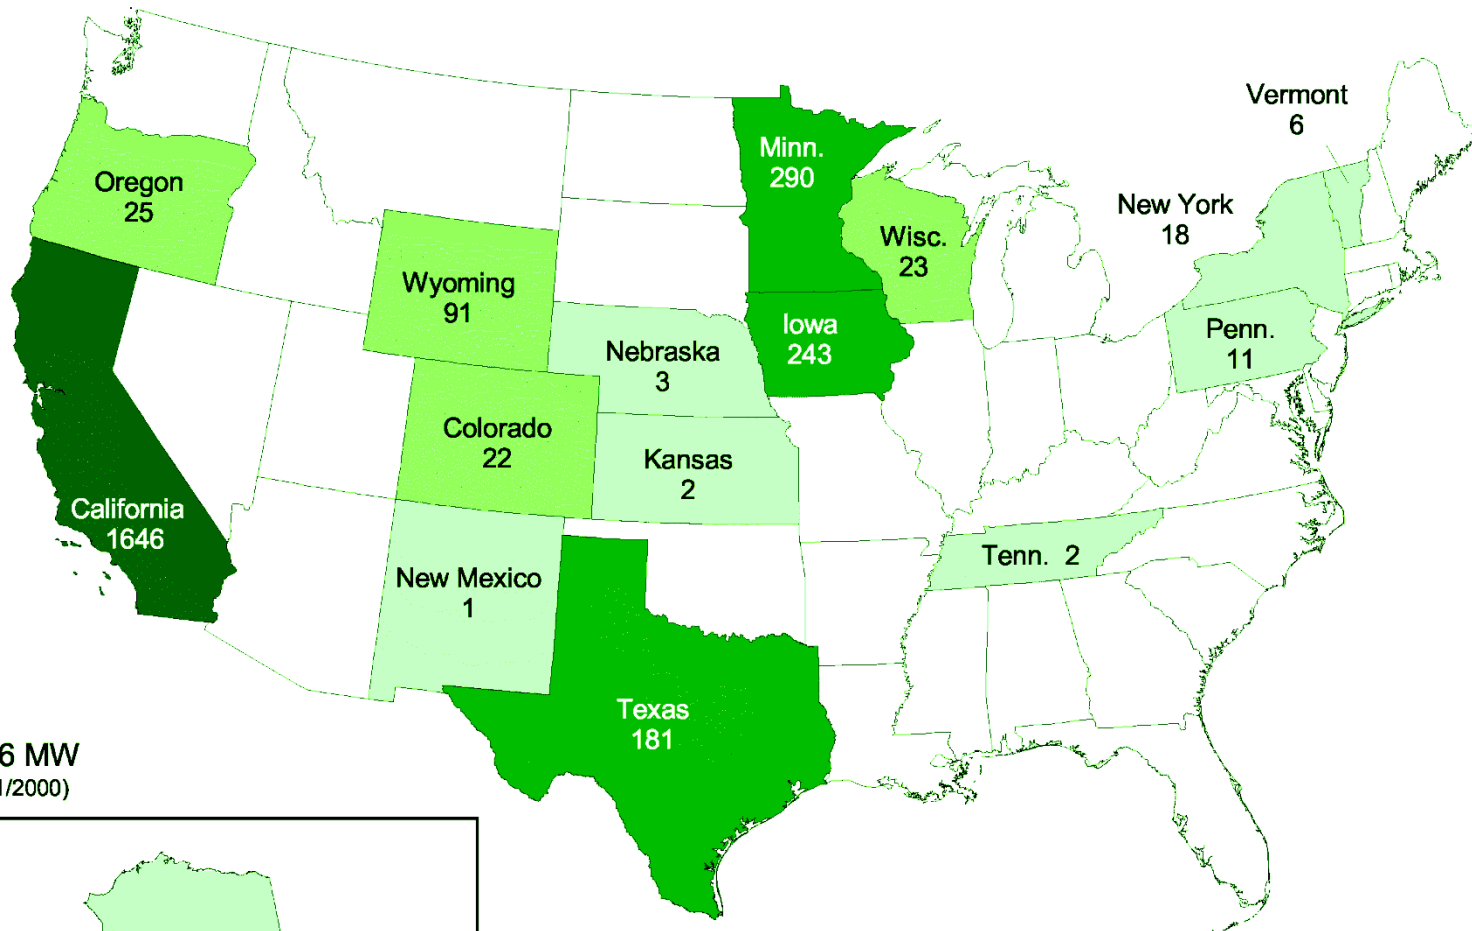 Vermont
6
Minn.
290
Oregon
25
New York
18
Wisc.
23
Wyoming
91
Iowa
243
Penn.
11
Nebraska
3
Colorado
22
Kansas
2
California
1646
Tenn. 2
New Mexico
1
Texas
181
6 MW
1/2000)